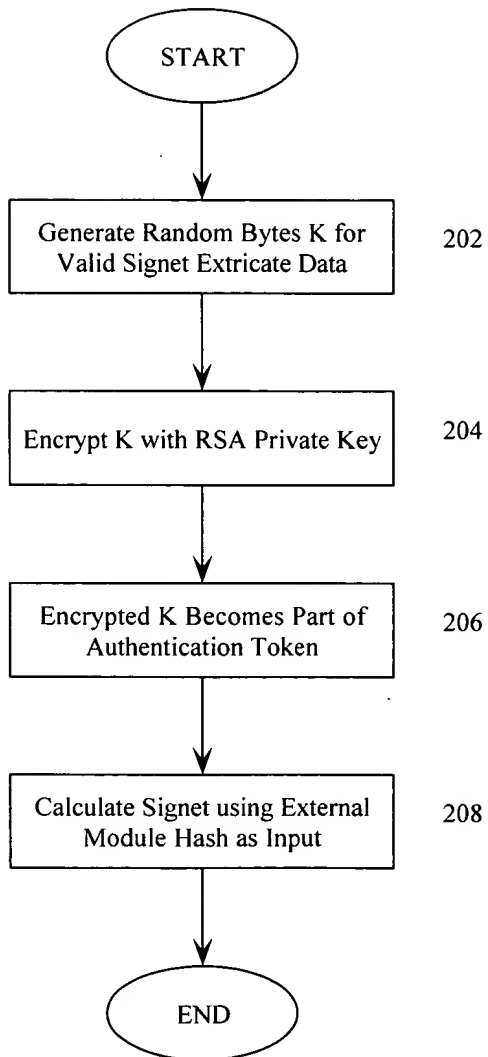 START
Generate Random Bytes K for
Valid Signet Extricate Data
202
Encrypt K with RSA Private Key
204
Encrypted K Becomes Part of
Authentication Token
206
Calculate Signet using External
Module Hash as Input
208
END